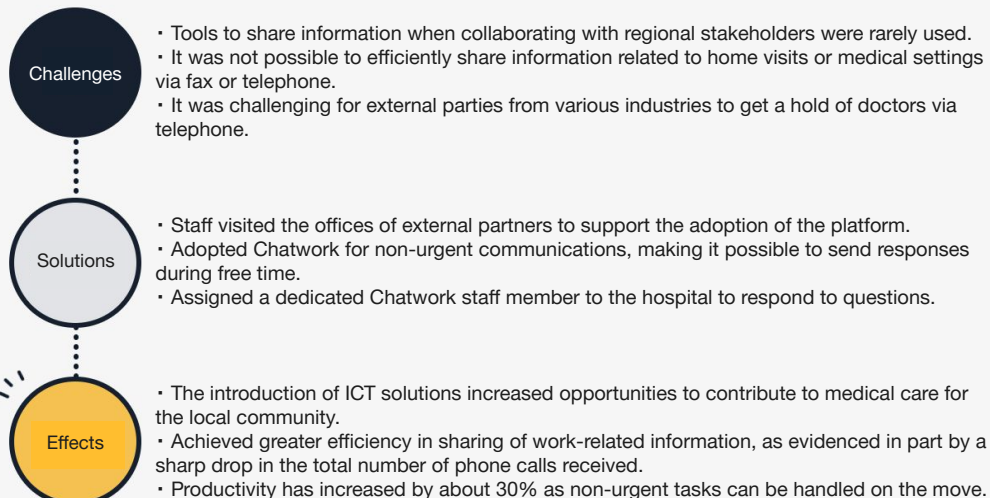 Challenges
・Tools to share information when collaborating with regional stakeholders were rarely used.
・It was not possible to efficiently share information related to home visits or medical settings
via fax or telephone.
・It was challenging for external parties from various industries to get a hold of doctors via
telephone.
Solutions
・Staff visited the offices of external partners to support the adoption of the platform.
・Adopted Chatwork for non-urgent communications, making it possible to send responses
during free time.
・Assigned a dedicated Chatwork staff member to the hospital to respond to questions.
Effects
・The introduction of ICT solutions increased opportunities to contribute to medical care for
the local community.
・Achieved greater efficiency in sharing of work-related information, as evidenced in part by a
sharp drop in the total number of phone calls received.
・Productivity has increased by about 30% as non-urgent tasks can be handled on the move.